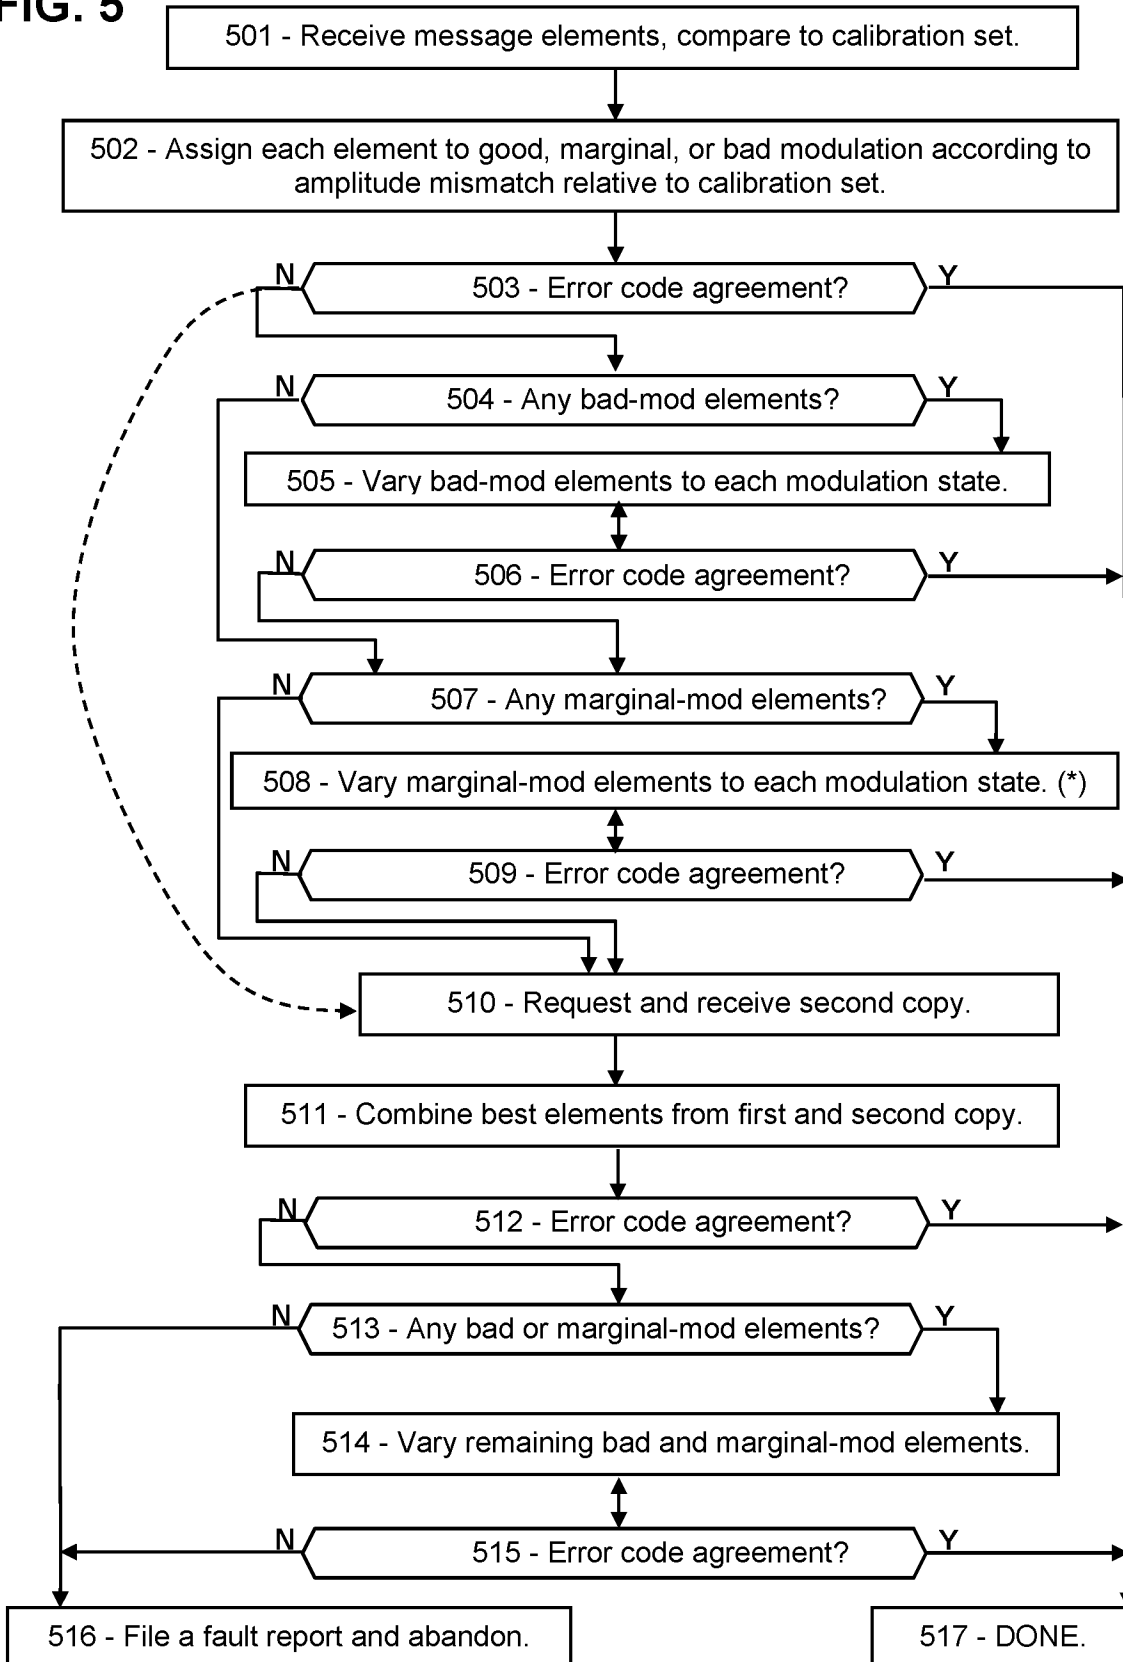 FIG. 5
501 - Receive message elements, compare to calibration set.
502 - Assign each element to good, marginal, or bad modulation according to
amplitude mismatch relative to calibration set.
N
503 - Error code agreement?
Y
N
504 - Any bad-mod elements?
Y
505 - Vary bad-mod elements to each modulation state.
N
506 - Error code agreement?
Y
N
507 - Any marginal-mod elements?
Y
508 - Vary marginal-mod elements to each modulation state. (*)
N
509 - Error code agreement?
Y
510 - Request and receive second copy.
511 - Combine best elements from first and second copy.
N
512 - Error code agreement?
Y
N
513 - Any bad or marginal-mod elements?
Y
514 - Vary remaining bad and marginal-mod elements.
N
515 - Error code agreement?
Y
516 - File a fault report and abandon.
517 - DONE.